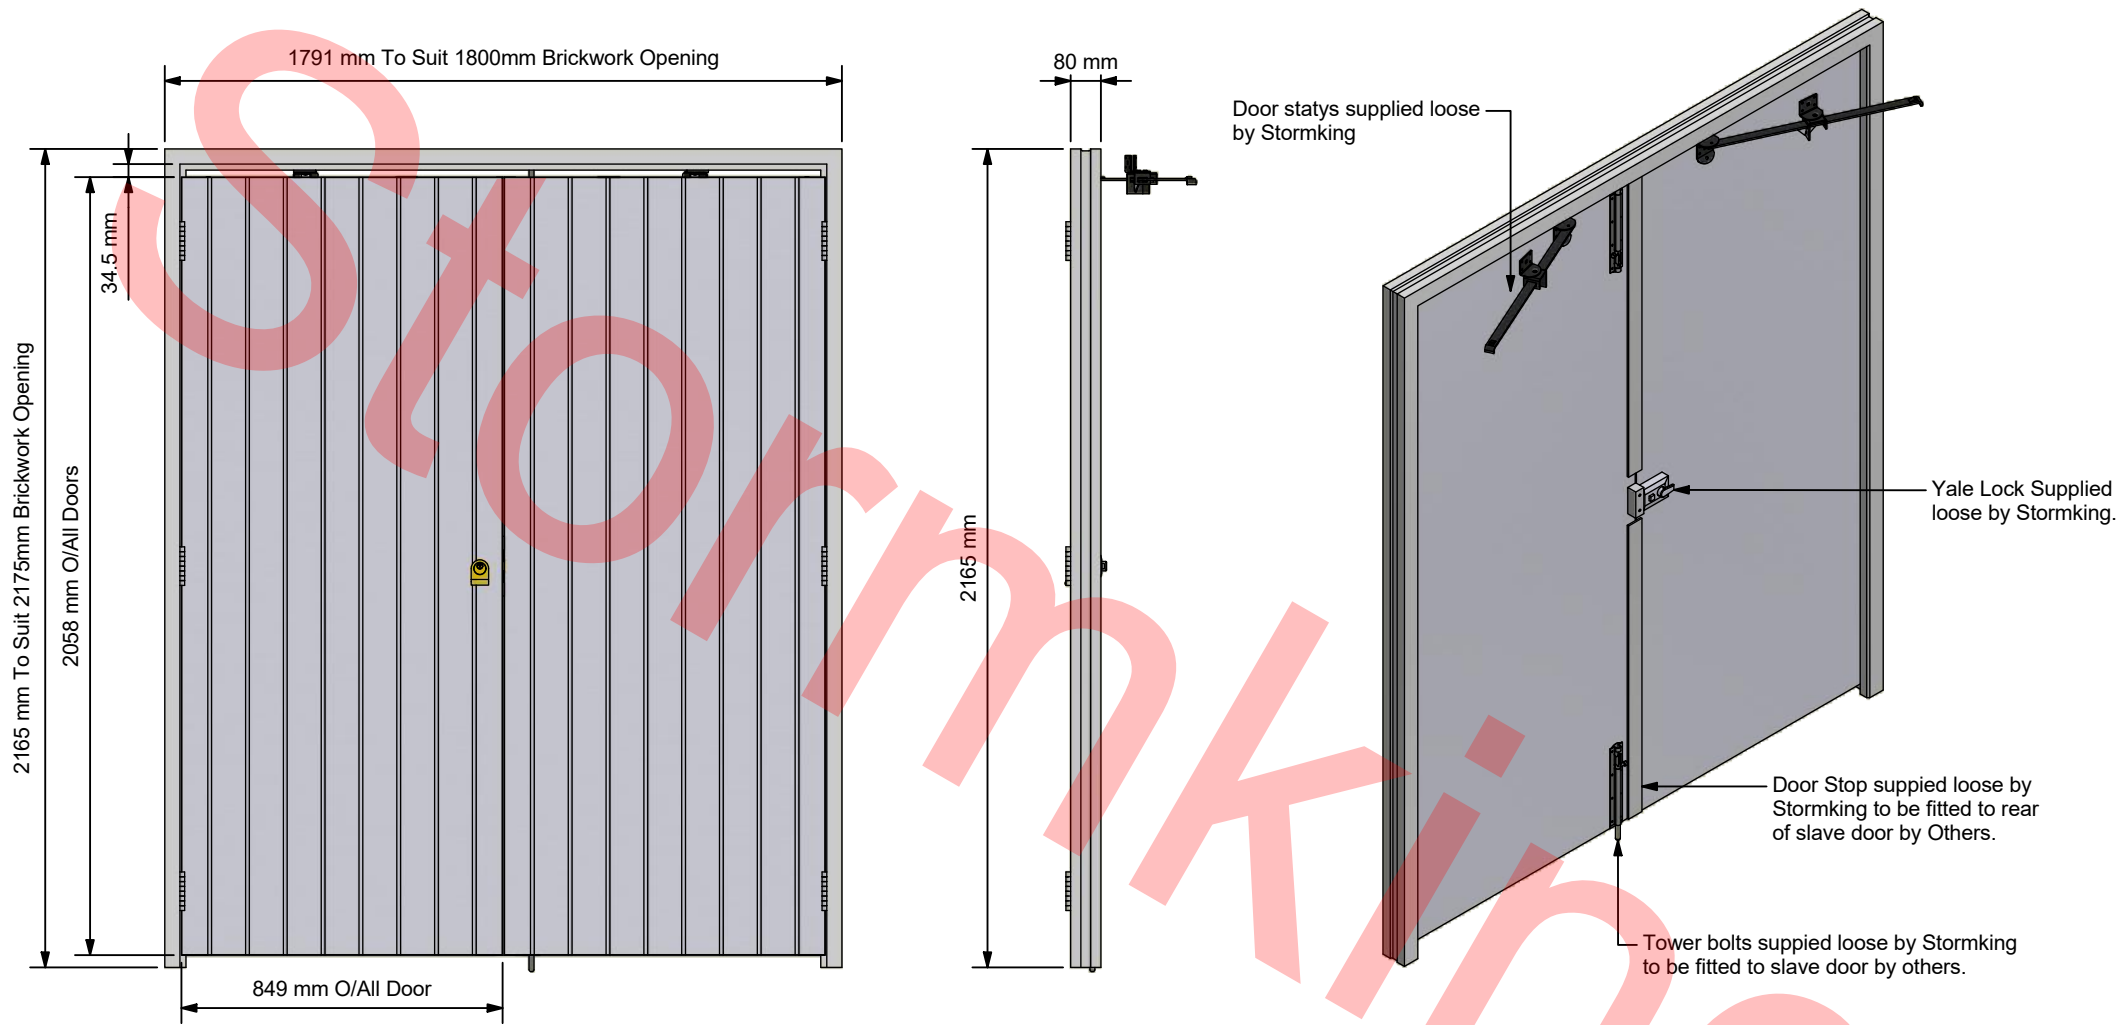 1791 mm To Suit 1800mm Brickwork Opening
80 mm
Door statys supplied loose
by Stormking
34.5 mm
2165 mm To Suit 2175mm Brickwork Opening
2058 mm O/All Doors
2165 mm
Yale Lock Supplied
loose by Stormking.
Door Stop suppied loose by
Stormking to be fitted to rear
of slave door by Others.
Tower bolts suppied loose by Stormking
to be fitted to slave door by others.
849 mm O/All Door
Stormking